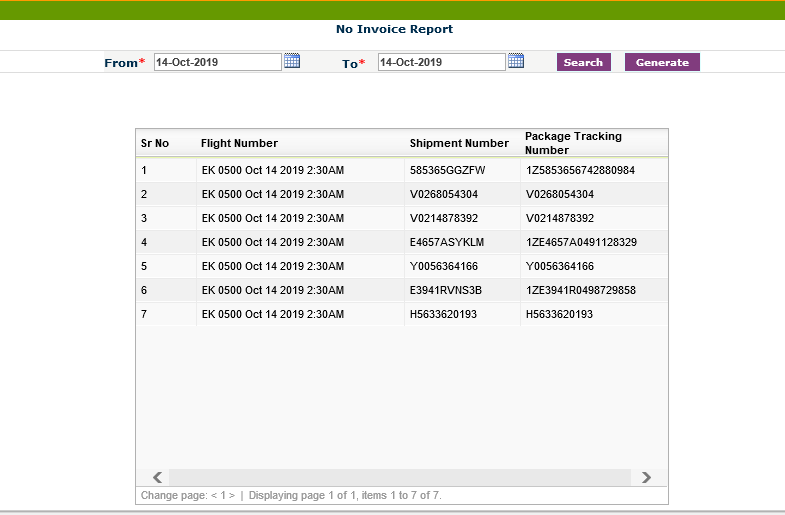 No Invoice Report
From* 14-Oct-2019 To* 14-Oct-2019 Search Generate
Sr No Flight Number Shipment Number Package Tracking Number
1 EK 0500 Oct 14 2019 2:30AM 585365GGZFW 1Z5853656742880984
2 EK 0500 Oct 14 2019 2:30AM V0268054304 V0268054304
3 EK 0500 Oct 14 2019 2:30AM V0214878392 V0214878392
4 EK 0500 Oct 14 2019 2:30AM E4657ASYKLM 1ZE4657A0491128329
5 EK 0500 Oct 14 2019 2:30AM Y0056364166 Y0056364166
6 EK 0500 Oct 14 2019 2:30AM E3941RVNS3B 1ZE3941R0498729858
7 EK 0500 Oct 14 2019 2:30AM H5633620193 H5633620193
Change page: < 1 > | Displaying page 1 of 1, items 1 to 7 of 7.